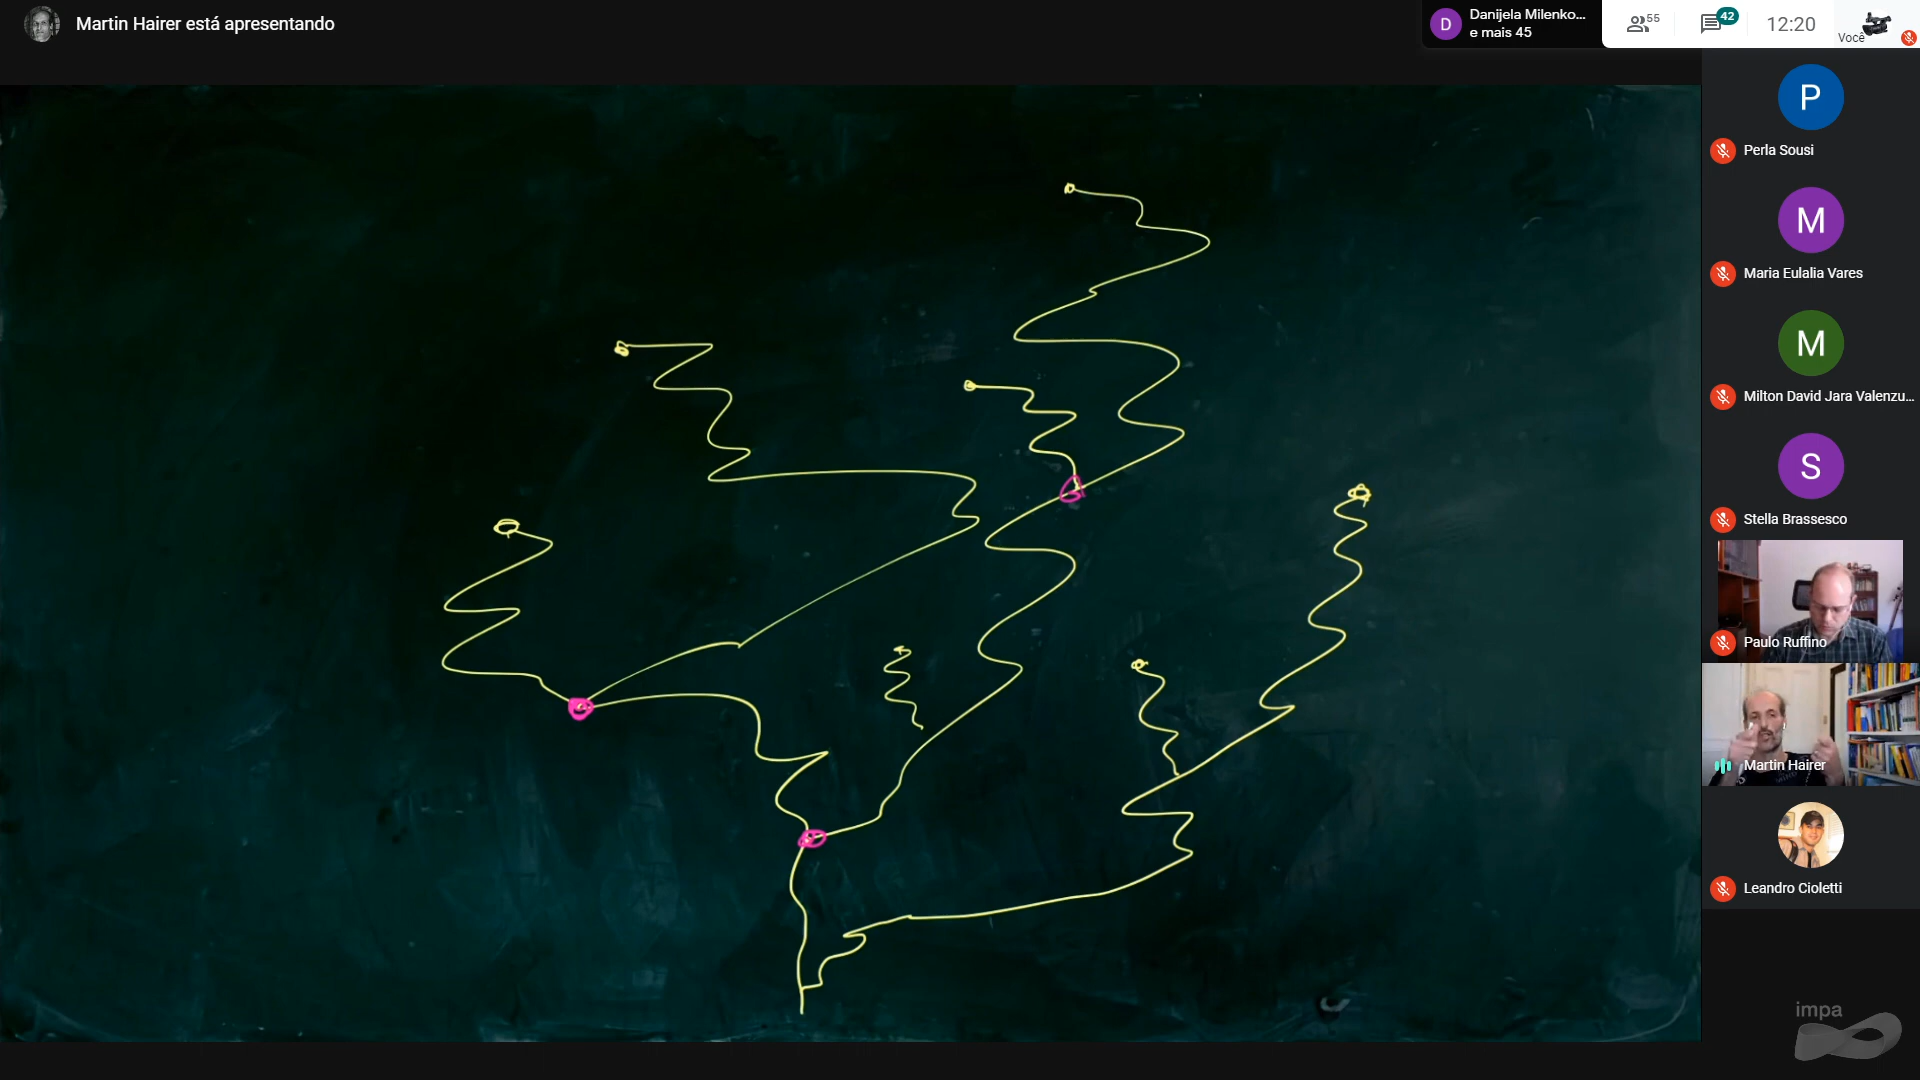 Martin Hairer está apresentando
D
Danijela Milenko...
e mais 45
55
42
12:20
Você
P
Perla Sousi
M
Maria Eulalia Vares
M
Milton David Jara Valenzu...
S
Stella Brassesco
Paulo Ruffino
Martin Hairer
Leandro Cioletti
impa